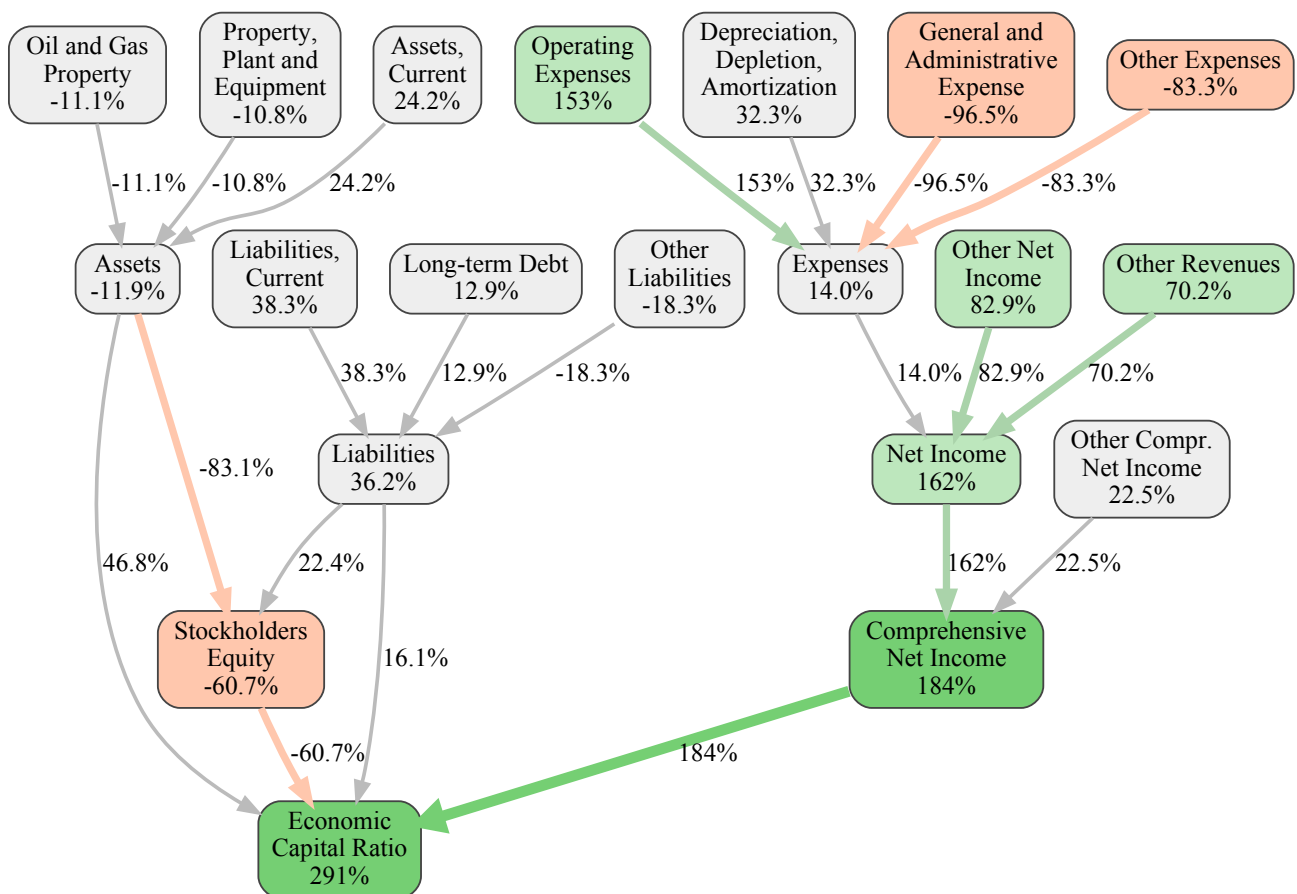 Oil and Gas
Property
-11.1%
Property,
Plant and
Equipment
-10.8%
Assets,
Current
24.2%
Operating
Expenses
153%
Depreciation,
Depletion,
Amortization
32.3%
General and
Administrative
Expense
-96.5%
Other Expenses
-83.3%
-11.1%
-10.8%
24.2%
153%
32.3%
-96.5%
-83.3%
Assets
-11.9%
Liabilities,
Current
38.3%
Long-term Debt
12.9%
Other
Liabilities
-18.3%
Expenses
14.0%
Other Net
Income
82.9%
Other Revenues
70.2%
38.3%
12.9%
-18.3%
14.0%
82.9%
70.2%
-83.1%
Liabilities
36.2%
Net Income
162%
Other Compr.
Net Income
22.5%
46.8%
22.4%
162%
22.5%
Stockholders
Equity
-60.7%
16.1%
Comprehensive
Net Income
184%
-60.7%
184%
Economic
Capital Ratio
291%